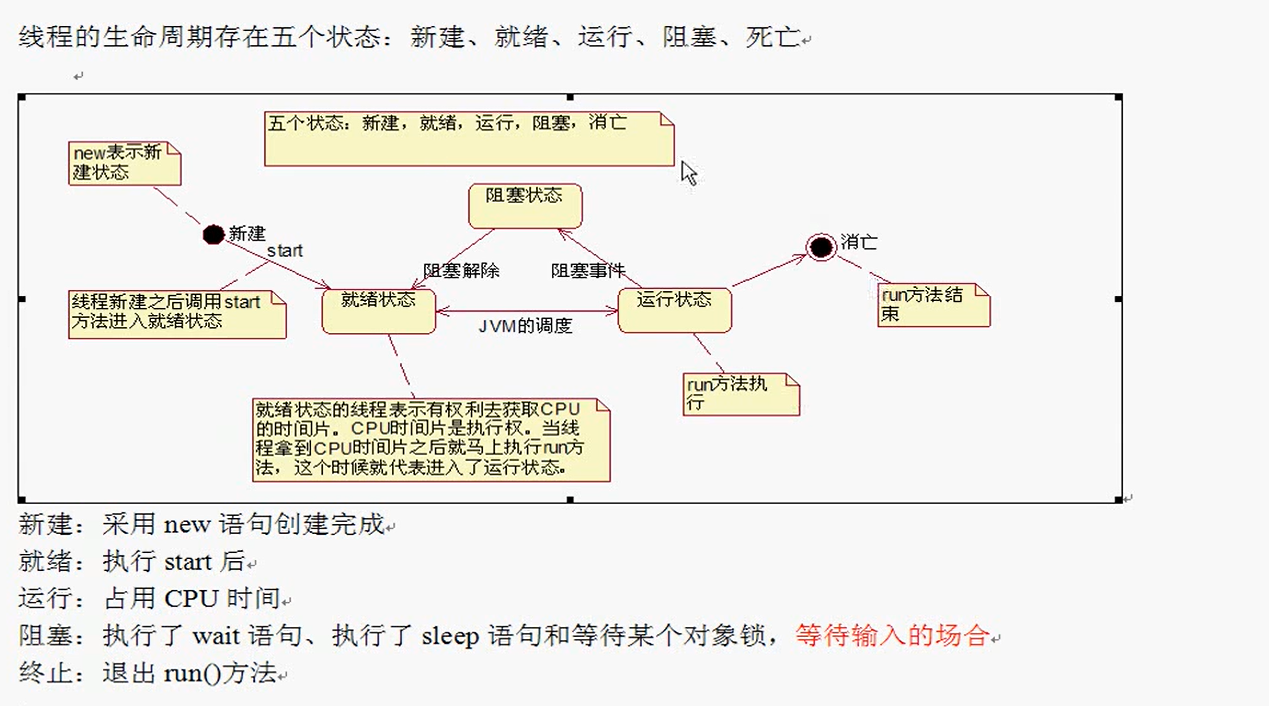 线程的生命周期存在五个状态：新建、就绪、运行、阻塞、死亡
五个状态：新建，就绪，运行，阻塞，消亡
new表示新
建状态
阻塞状态
新建
消亡
start
阻塞解除
阻塞事件
线程新建之后调用start
方法进入就绪状态
就绪状态
运行状态
run方法结
束
JVM的调度
run方法执
行
就绪状态的线程表示有权利去获取CPU
的时间片。CPU时间片是执行权。当线
程拿到CPU时间片之后就马上执行run方
法，这个时候就代表进入了运行状态。
新建：采用 new 语句创建完成
就绪：执行 start 后
运行：占用 CPU 时间
阻塞：执行了 wait 语句、执行了 sleep 语句和等待某个对象锁，等待输入的场合
终止：退出 run()方法